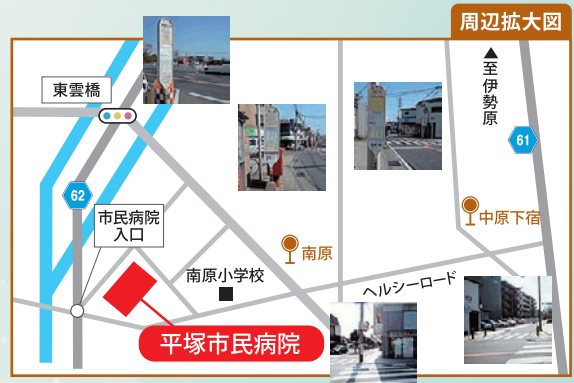 周辺拡大図
東雲橋
▲
至伊勢原
61
62
市民病院
入口
中原下宿
南原
南原小学校
ヘルシーロード
平塚市民病院